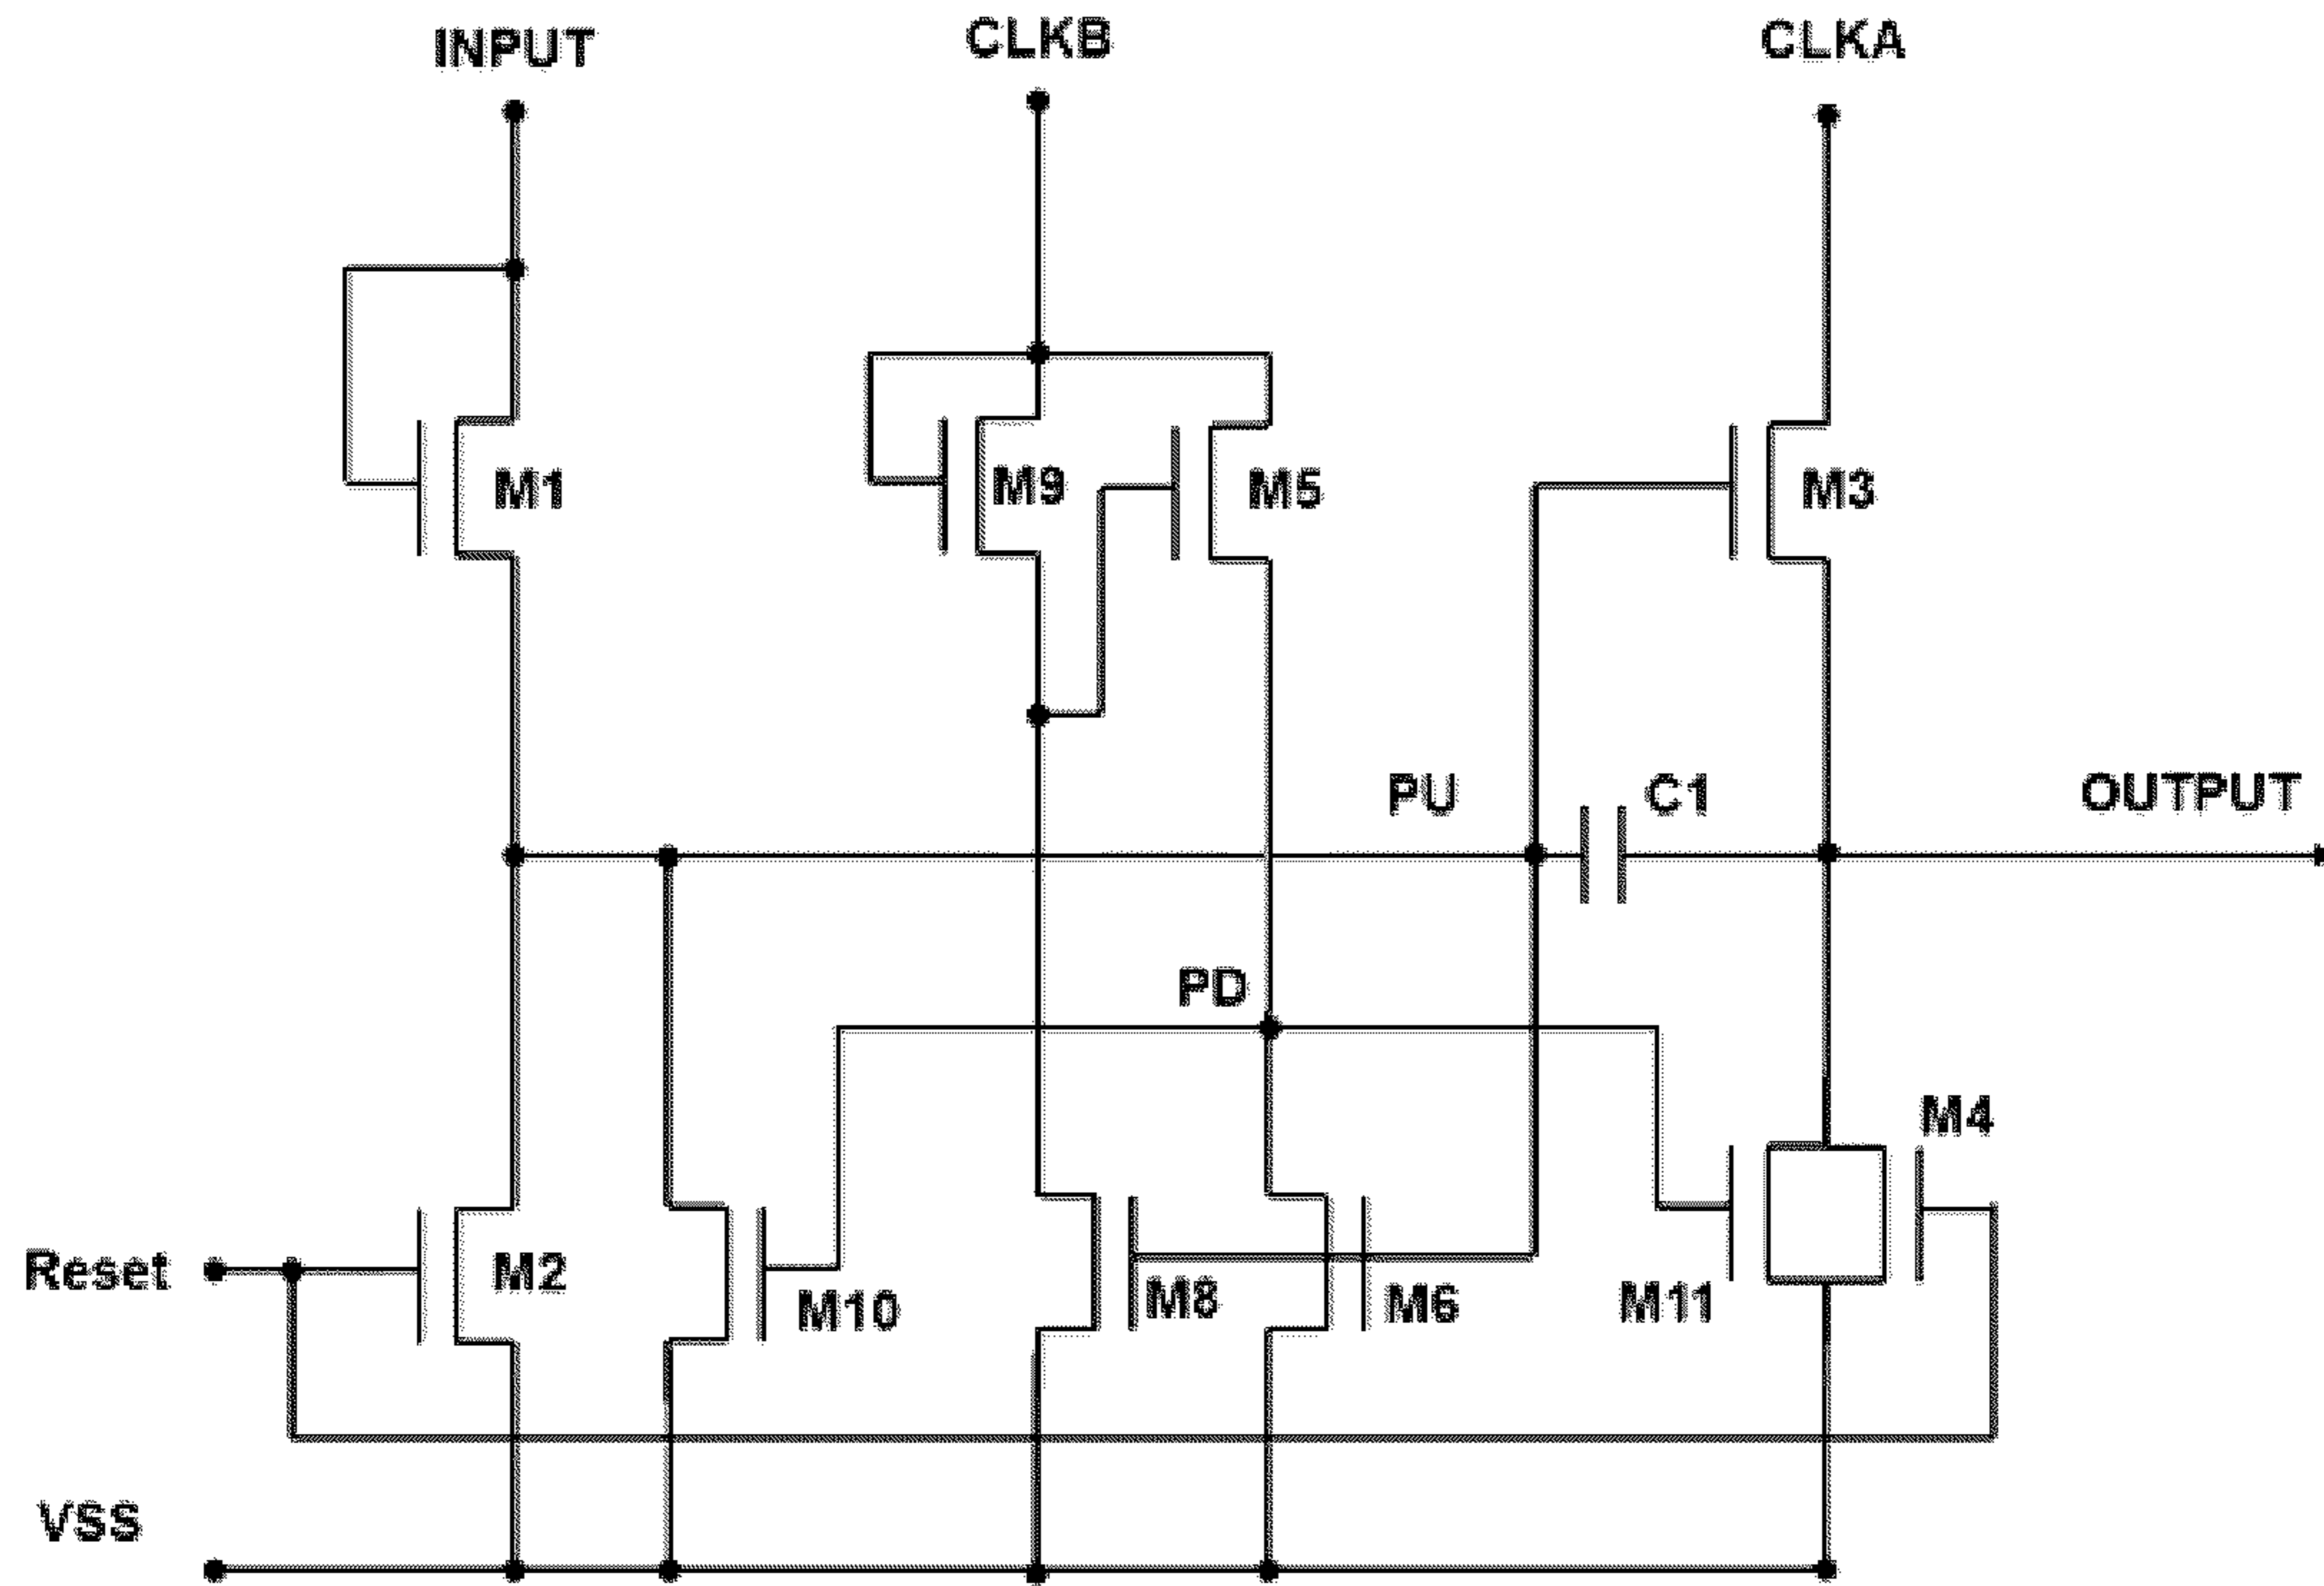 INPUT
CLKB
CLKA
M1
M9
M5
M3
PU
C1
OUTPUT
PD
M4
Reset
M2
M10
M8
M6
M11
VSS